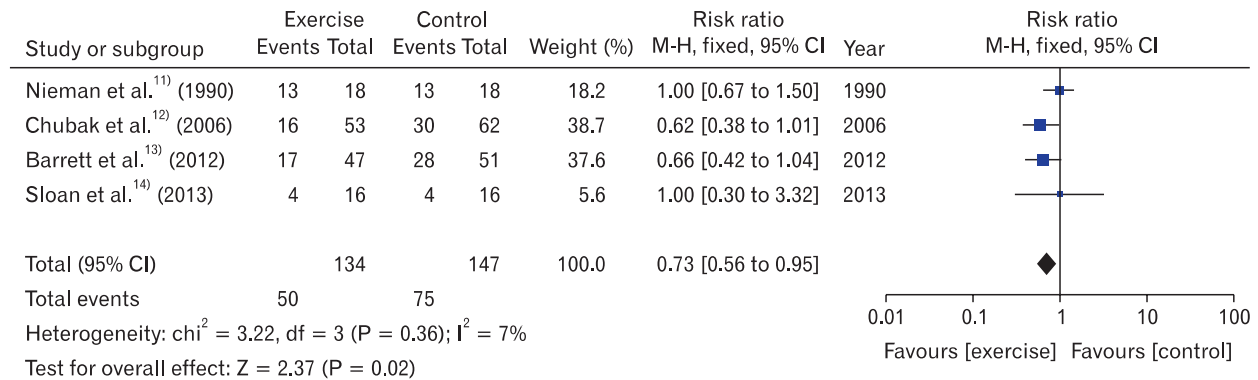 Exercise Control Risk ratio Risk ratio
Study or subgroup Events Total Events Total Weight (%) M-H, fixed, 95% CI Year M-H, fixed, 95% CI
Nieman et al.11) (1990) 13 18 13 18 18.2 1.00 [0.67 to 1.50] 1990
Chubak et al.12) (2006) 16 53 30 62 38.7 0.62 [0.38 to 1.01] 2006
Barrett et al.13) (2012) 17 47 28 51 37.6 0.66 [0.42 to 1.04] 2012
Sloan et al.14) (2013) 4 16 4 16 5.6 1.00 [0.30 to 3.32] 2013
Total (95% CI) 134 147 100.0 0.73 [0.56 to 0.95]
Total events 50 75
Heterogeneity: chi2 = 3.22, df = 3 (P = 0.36); I2 = 7%
Test for overall effect: Z = 2.37 (P = 0.02)
0.01 0.1 1 10 100
Favours [exercise] Favours [control]